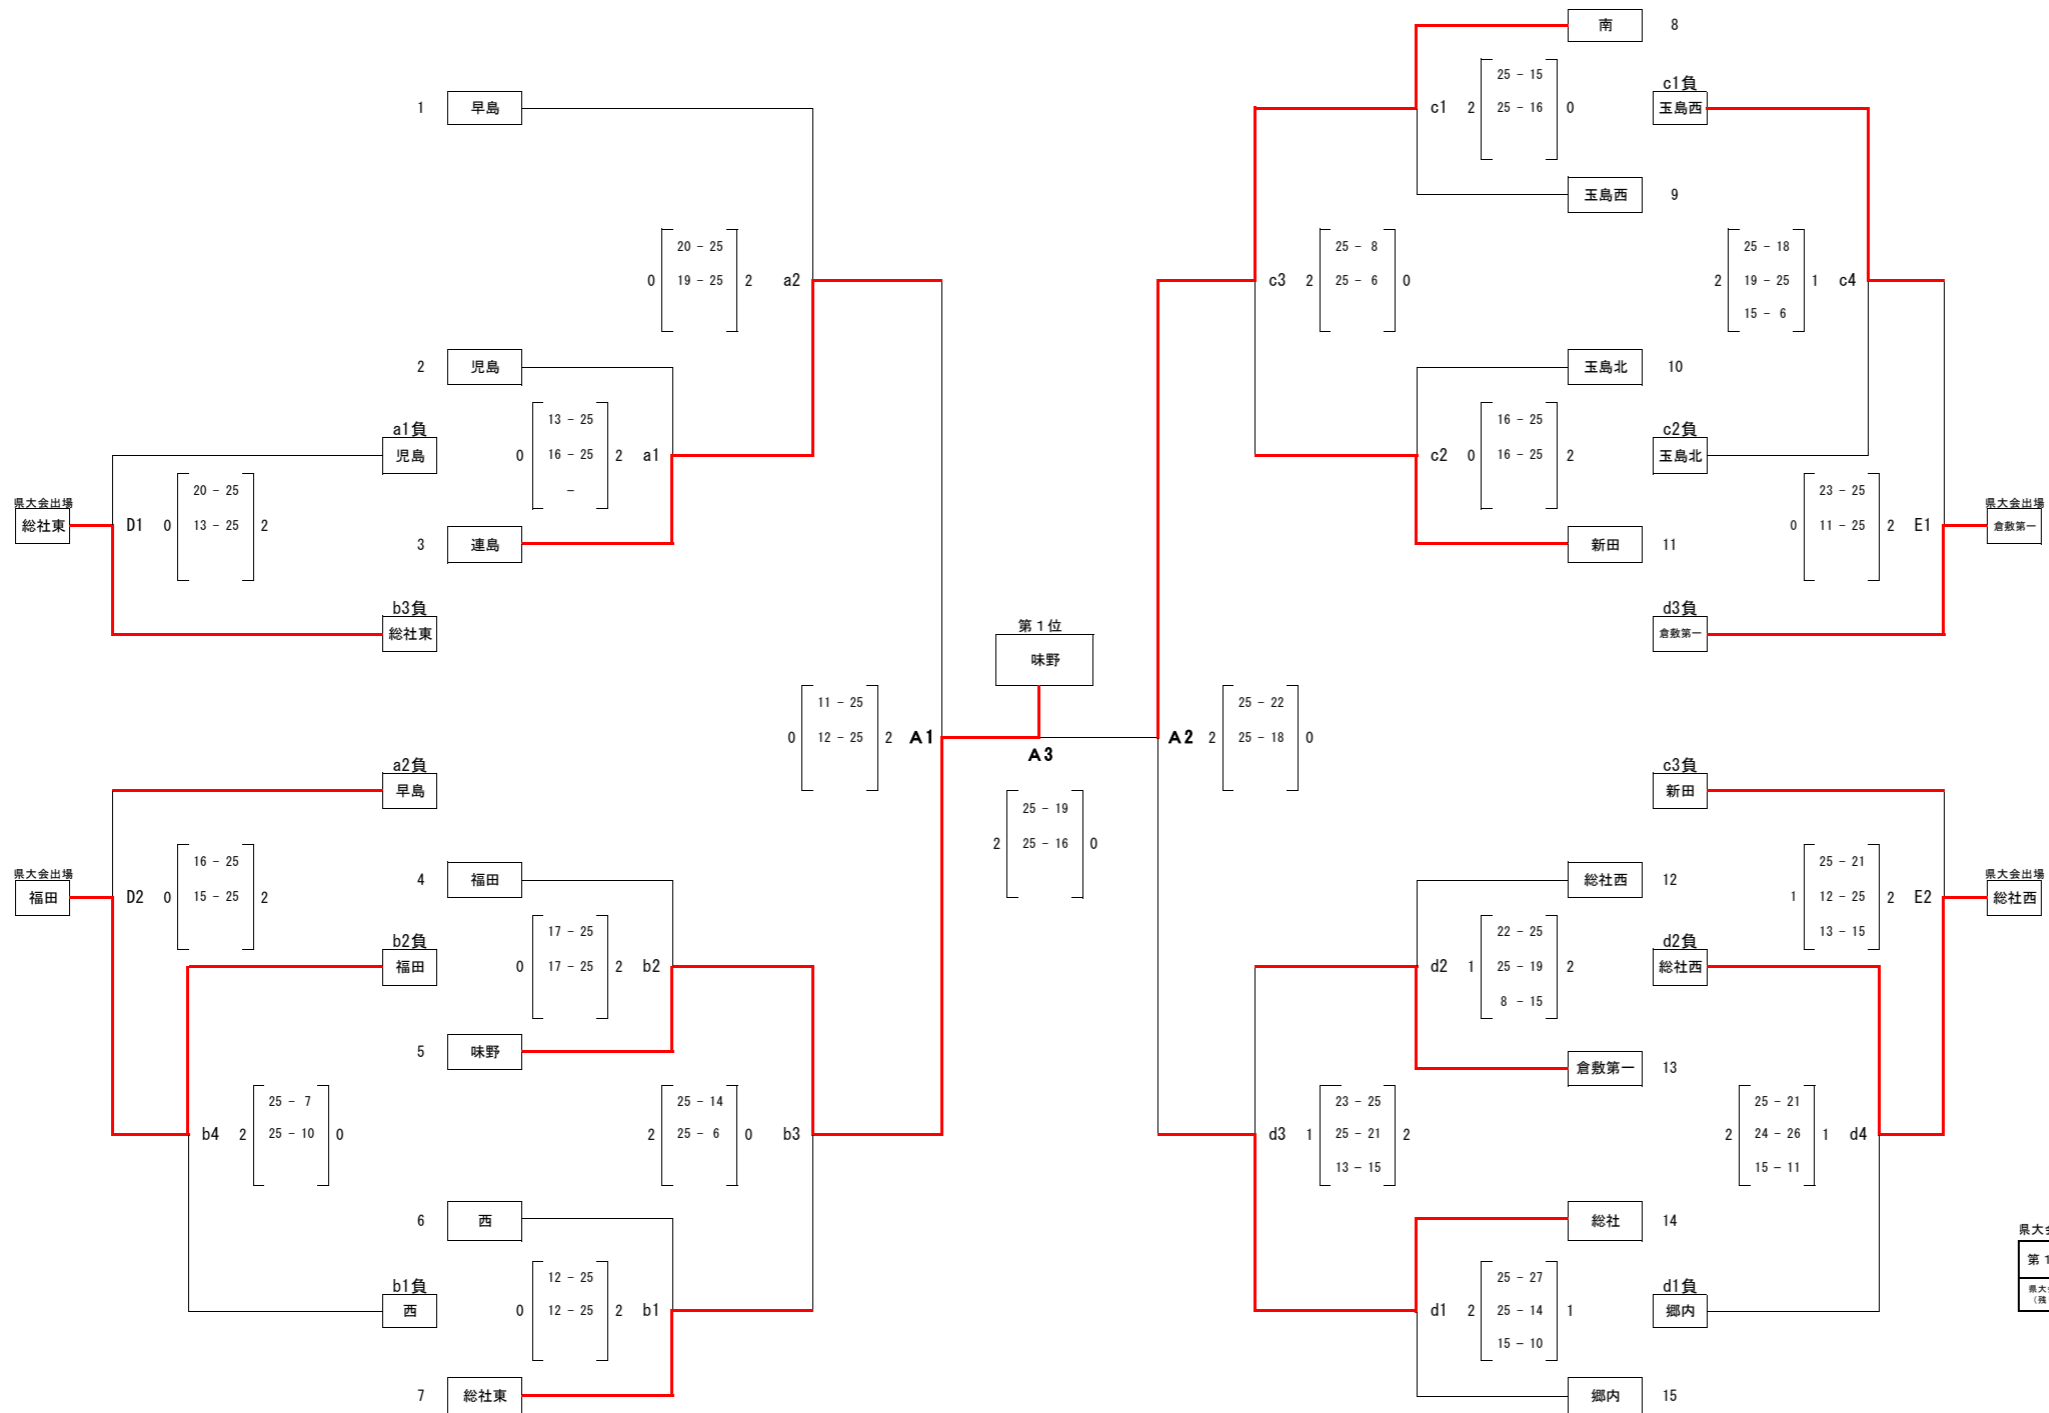 南 8
25 - 15
c1 2 25 - 16 0
c1負
玉島西
1 早島
玉島西 9
20 - 25
0 19 - 25 2 a2
25 - 8
c3 2 25 - 6 0
25 - 18
2 19 - 25 1 c4
15 - 6
2 児島
玉島北 10
a1負
児島
13 - 25
0 16 - 25 2 a1
-
16 - 25
c2 0 16 - 25 2
c2負
玉島北
県大会出場
総社東
20 - 25
D1 0 13 - 25 2
3 連島
新田 11
23 - 25
0 11 - 25 2 E1
県大会出場
倉敷第一
b3負
総社東
d3負
倉敷第一
第1位
味野
11 - 25
0 12 - 25 2 A1
A3
25 - 22
A2 2 25 - 18 0
25 - 19
2 25 - 16 0
a2負
早島
c3負
新田
県大会出場
福田
16 - 25
D2 0 15 - 25 2
4 福田
総社西 12
25 - 21
1 12 - 25 2 E2
13 - 15
県大会出場
総社西
b2負
福田
17 - 25
0 17 - 25 2 b2
22 - 25
d2 1 25 - 19 2
8 - 15
d2負
総社西
5 味野
倉敷第一 13
25 - 7
b4 2 25 - 10 0
25 - 14
2 25 - 6 0 b3
23 - 25
d3 1 25 - 21 2
13 - 15
25 - 21
2 24 - 26 1 d4
15 - 11
6 西
総社 14
b1負
西
12 - 25
0 12 - 25 2 b1
25 - 27
d1 2 25 - 14 1
15 - 10
d1負
郷内
7 総社東
郷内 15
県大
第1
県大
(残